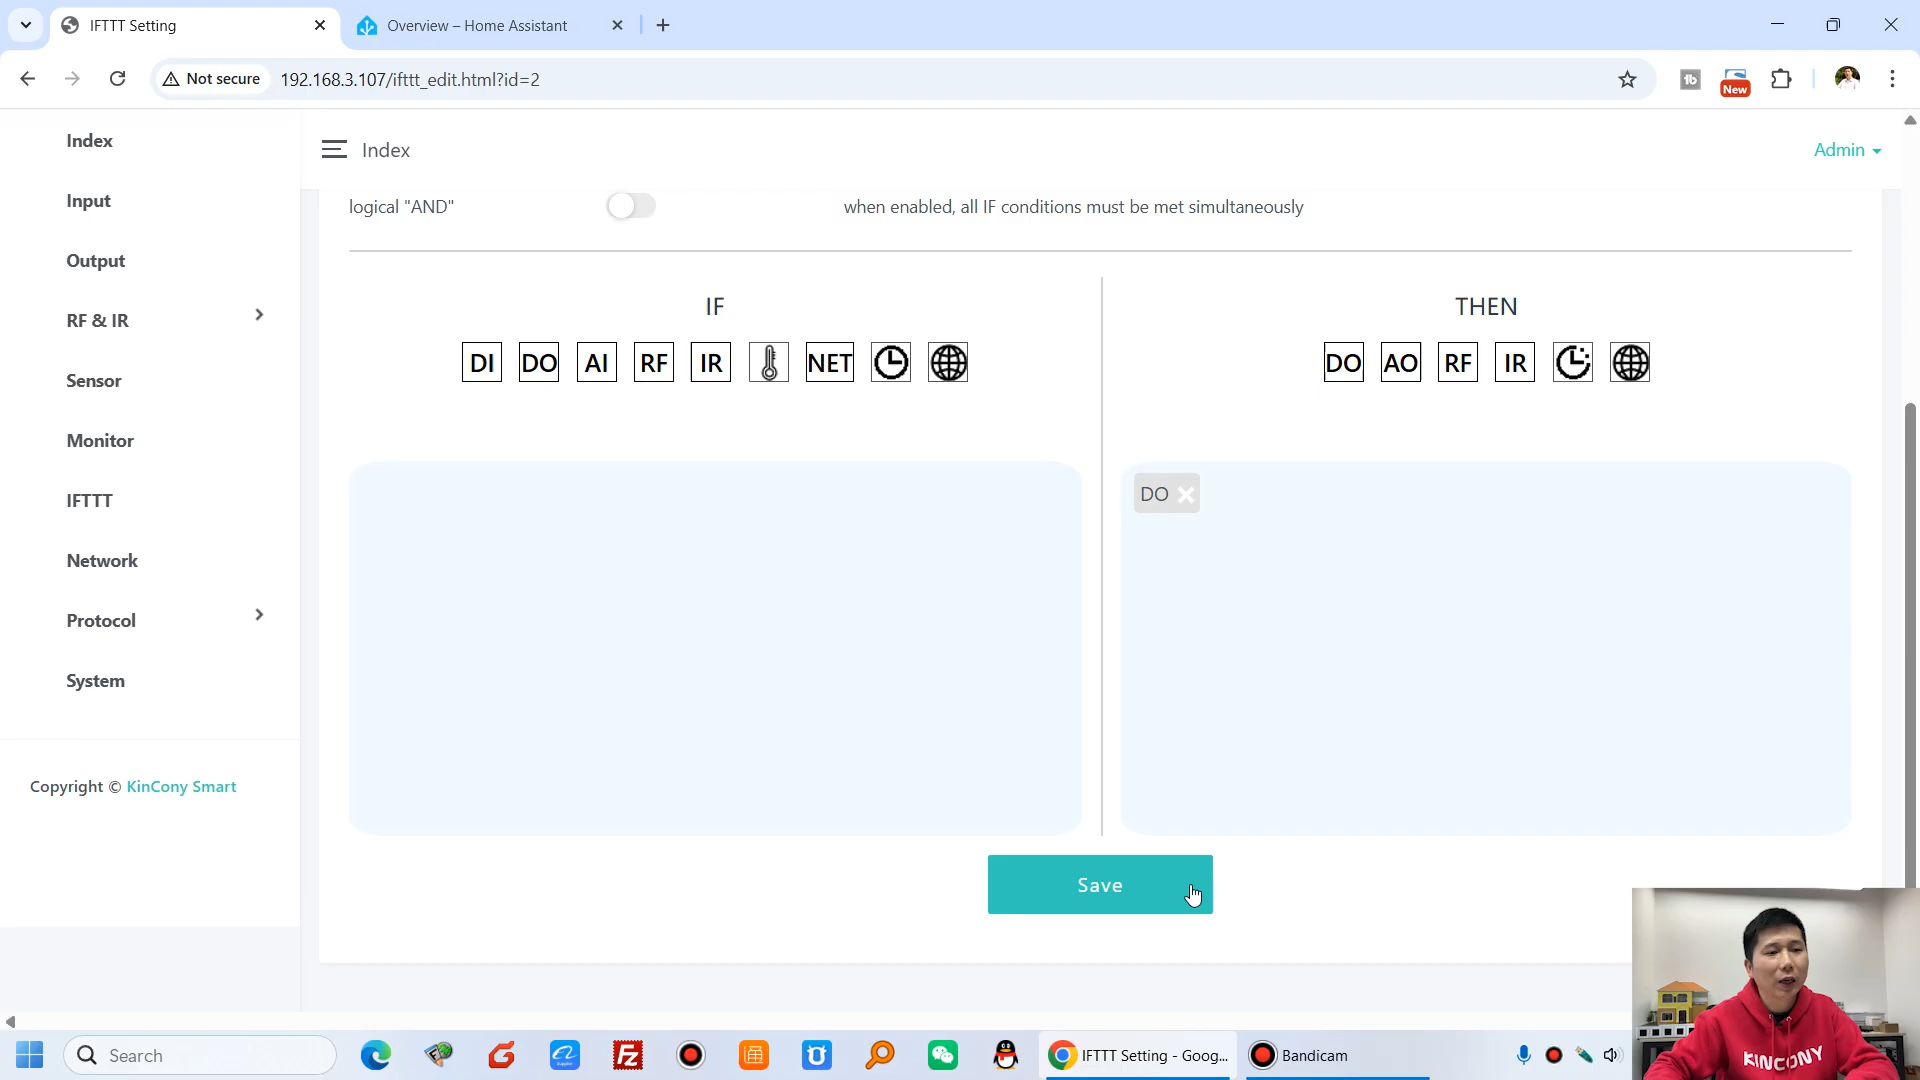 IFTTT Setting
Overview – Home Assistant
Not secure
192.168.3.107/ifttt_edit.html?id=2
New
Index
Input
Output
RF & IR
Sensor
Monitor
IFTTT
Network
Protocol
System
Copyright © KinCony Smart
Index
Admin
logical "AND"
when enabled, all IF conditions must be met simultaneously
IF
DI DO AI RF IR NET
THEN
DO AO RF IR
DO
Save
Search
IFTTT Setting - Goog...
Bandicam
KINCONY